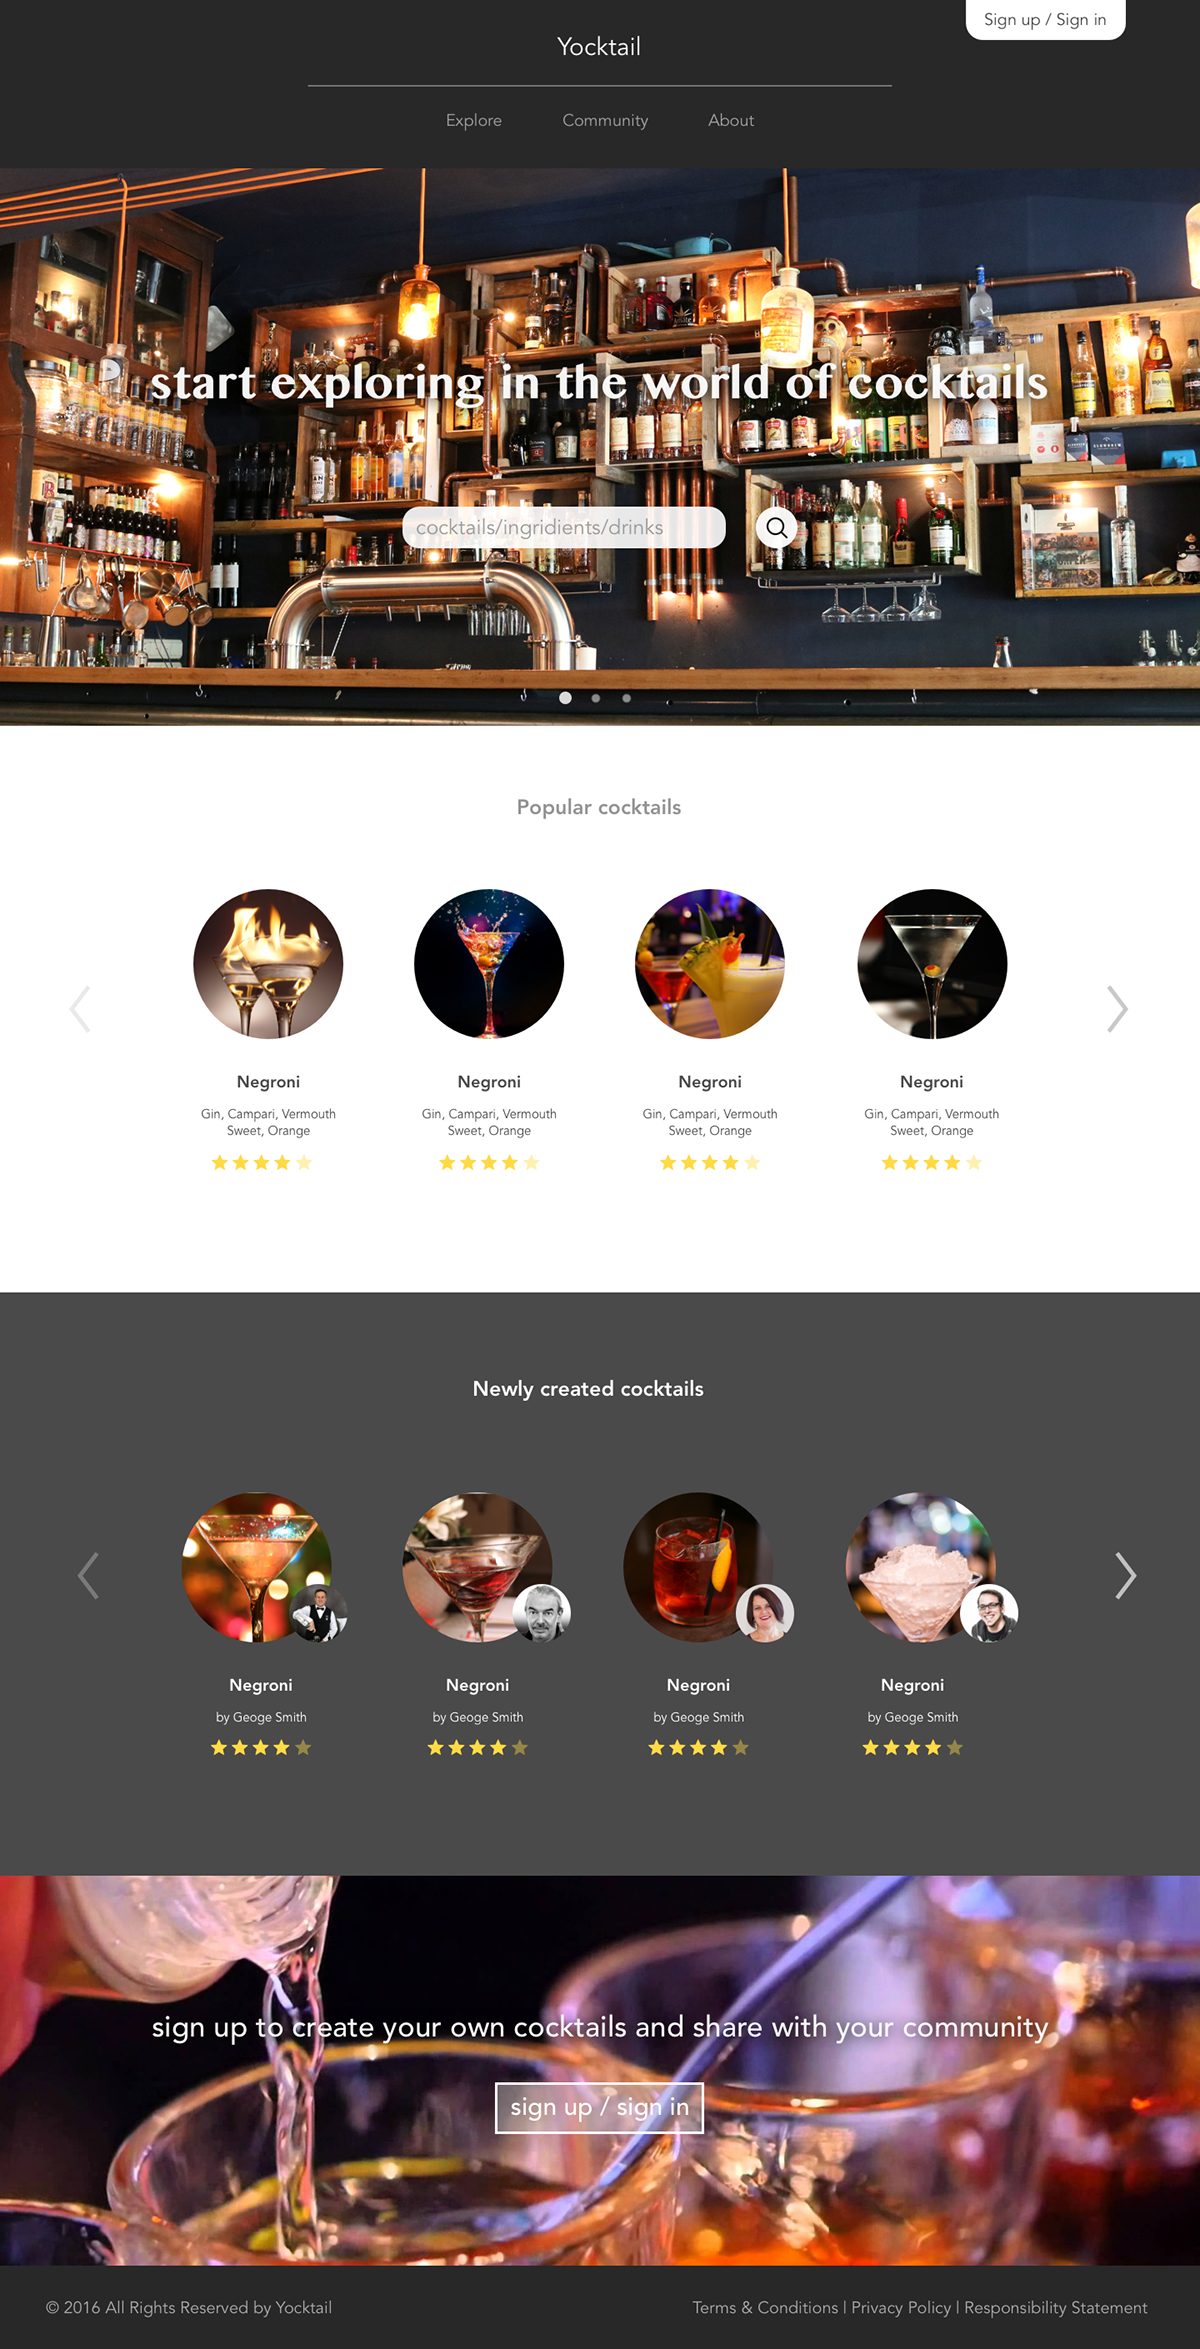 Sign up / Sign in
Yocktail
Explore Community About
start exploring in the world of cocktails
cocktails/ingridients/drinks
Popular cocktails
Negroni Negroni Negroni Negroni
Gin, Campari, Vermouth Gin, Campari, Vermouth Gin, Campari, Vermouth Gin, Campari, Vermouth
Sweet, Orange Sweet, Orange Sweet, Orange Sweet, Orange
Newly created cocktails
Negroni Negroni Negroni Negroni
by Geoge Smith by Geoge Smith by Geoge Smith by Geoge Smith
sign up to create your own cocktails and share with your community
sign up / sign in
© 2016 All Rights Reserved by Yocktail
Terms & Conditions | Privacy Policy | Responsibility Statement